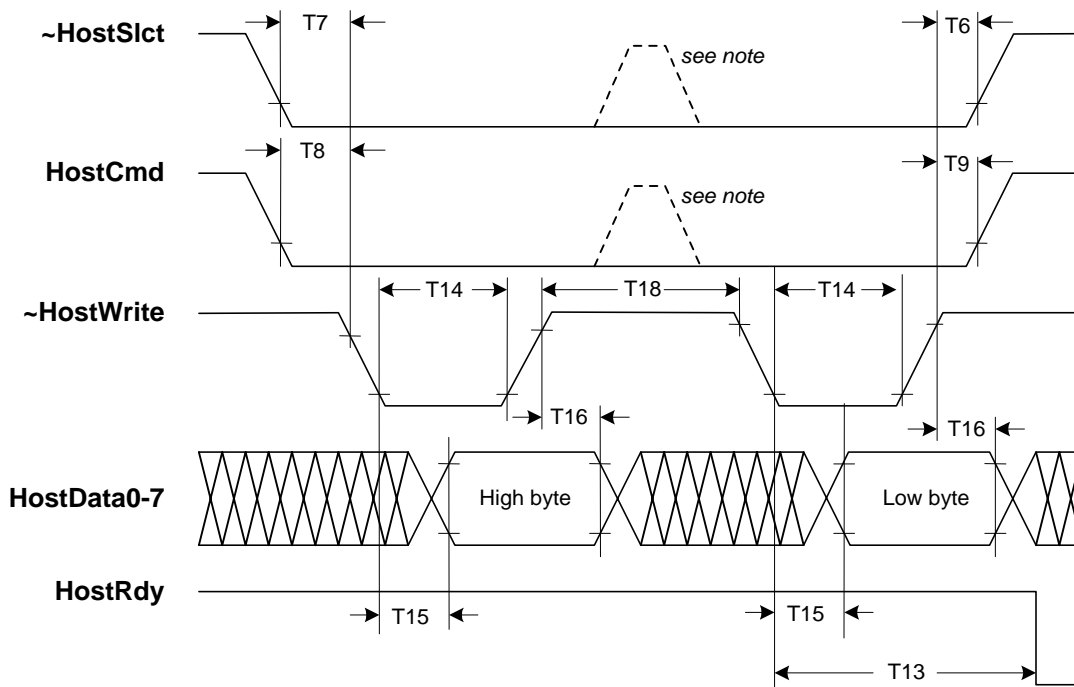 ~HostSlct
T7
see note
T6
HostCmd
T8
see note
T9
~HostWrite
T14
T18
T14
T16
T16
HostData0-7
High byte
Low byte
HostRdy
T15
T15
T13